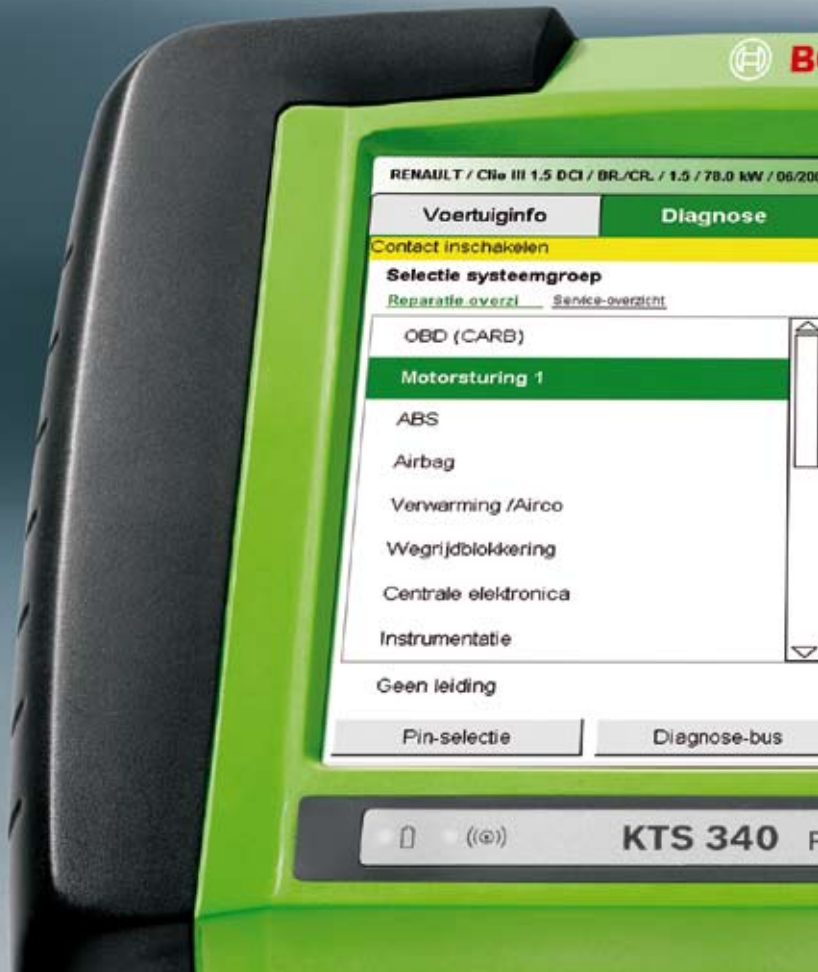 RENAULT / Clio III 1.5 DCI / BR./CR. / 1.5 / 78.0 kW / 06/200
Voertuiginfo Diagnose
Contact inschakelen
Selectie systeemgroep
Reparatie-overzi Service-overzicht
OBD (CARB)
Motorsturing 1
ABS
Airbag
Verwarming /Airco
Wegrijdblokkering
Centrale elektronica
Instrumentatie
Geen leiding
Pin-selectie Diagnose-bus
KTS 340